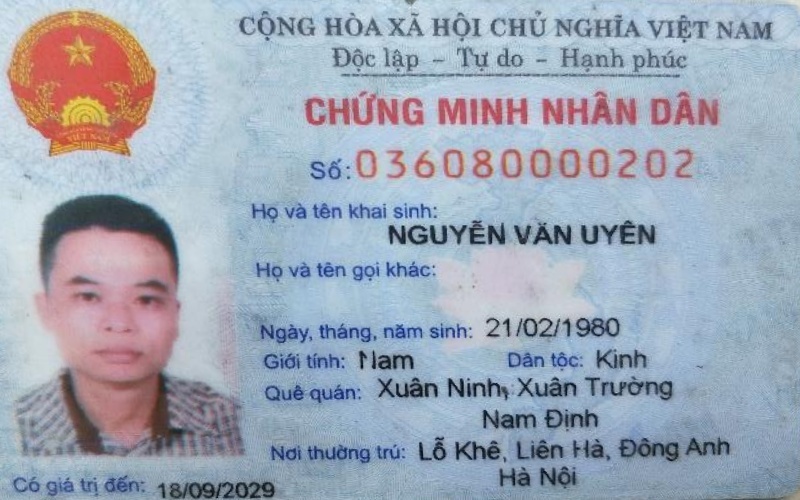 CỘNG HÒA XÃ HỘI CHỦ NGHĨA VIỆT NAM
Độc lập - Tự do - Hạnh phúc
CHỨNG MINH NHÂN DÂN
Số: 036080000202
Họ và tên khai sinh:
NGUYỄN VĂN UYÊN
Họ và tên gọi khác:
Ngày, tháng, năm sinh: 21/02/1980
Giới tính: Nam Dân tộc: Kinh
Quê quán: Xuân Ninh, Xuân Trường
Nam Định
Nơi thường trú: Lỗ Khê, Liên Hà, Đông Anh
Hà Nội
Có giá trị đến: 18/09/2029
VIỆT NAM